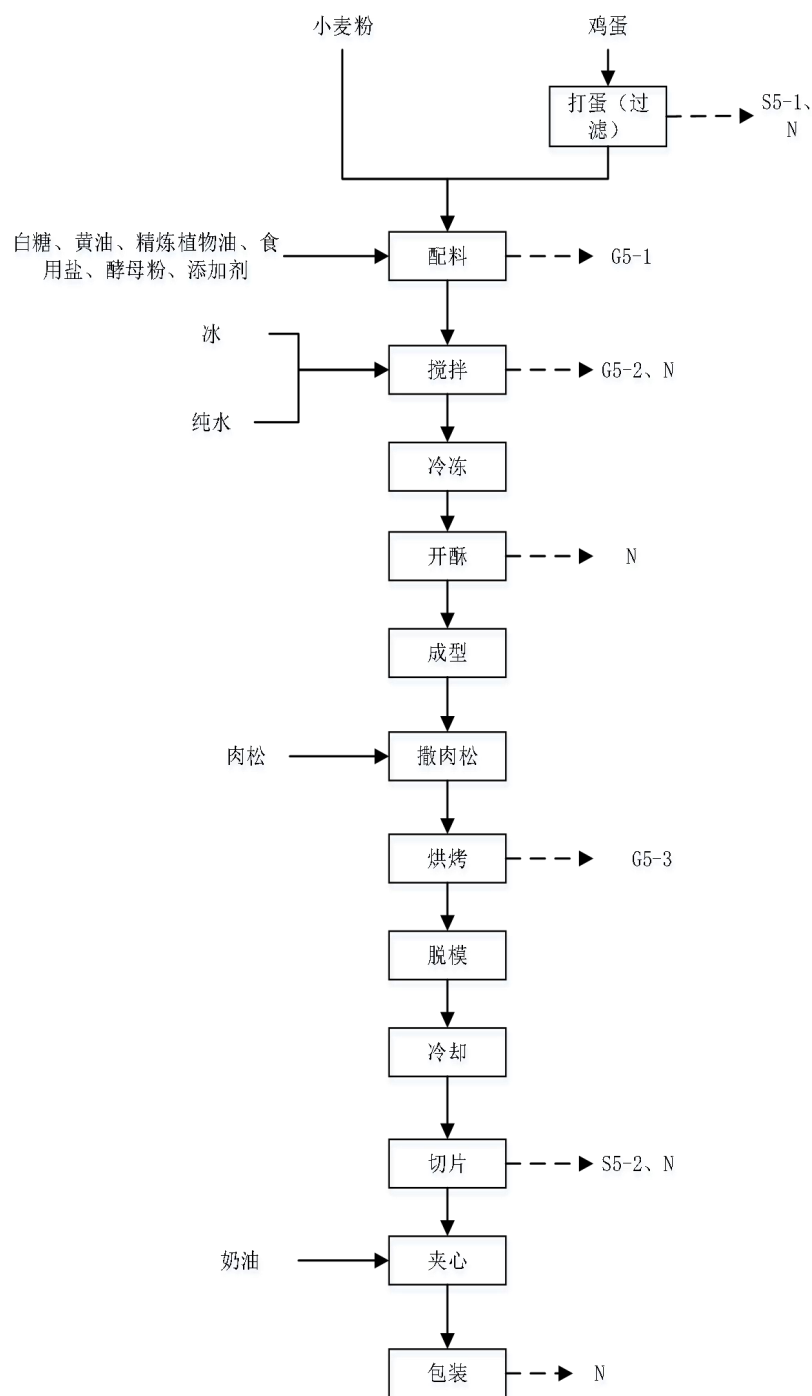 小麦粉
鸡蛋
打蛋（过
滤）
S5-1、
N
白糖、黄油、精炼植物油、食
用盐、酵母粉、添加剂
配料
G5-1
冰
纯水
搅拌
G5-2、N
冷冻
开酥
N
成型
肉松
撒肉松
烘烤
G5-3
脱模
冷却
切片
S5-2、N
奶油
夹心
包装
N